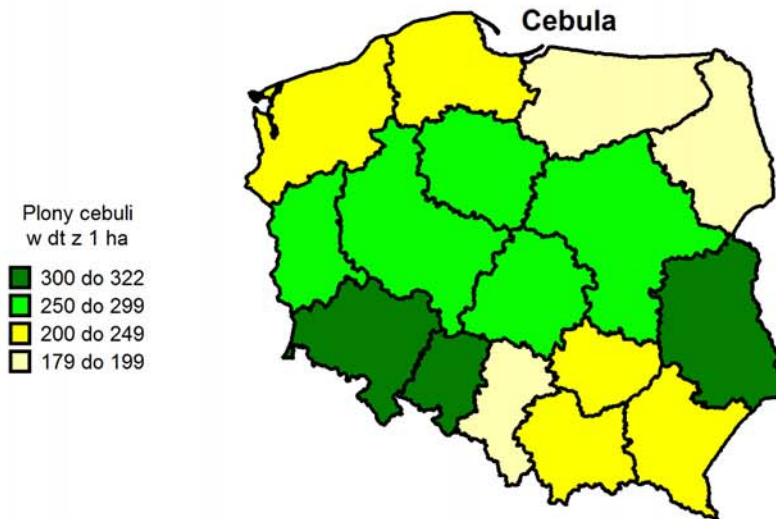 Cebula
Plony cebuli
w dt z 1 ha
300 do 322
250 do 299
200 do 249
179 do 199